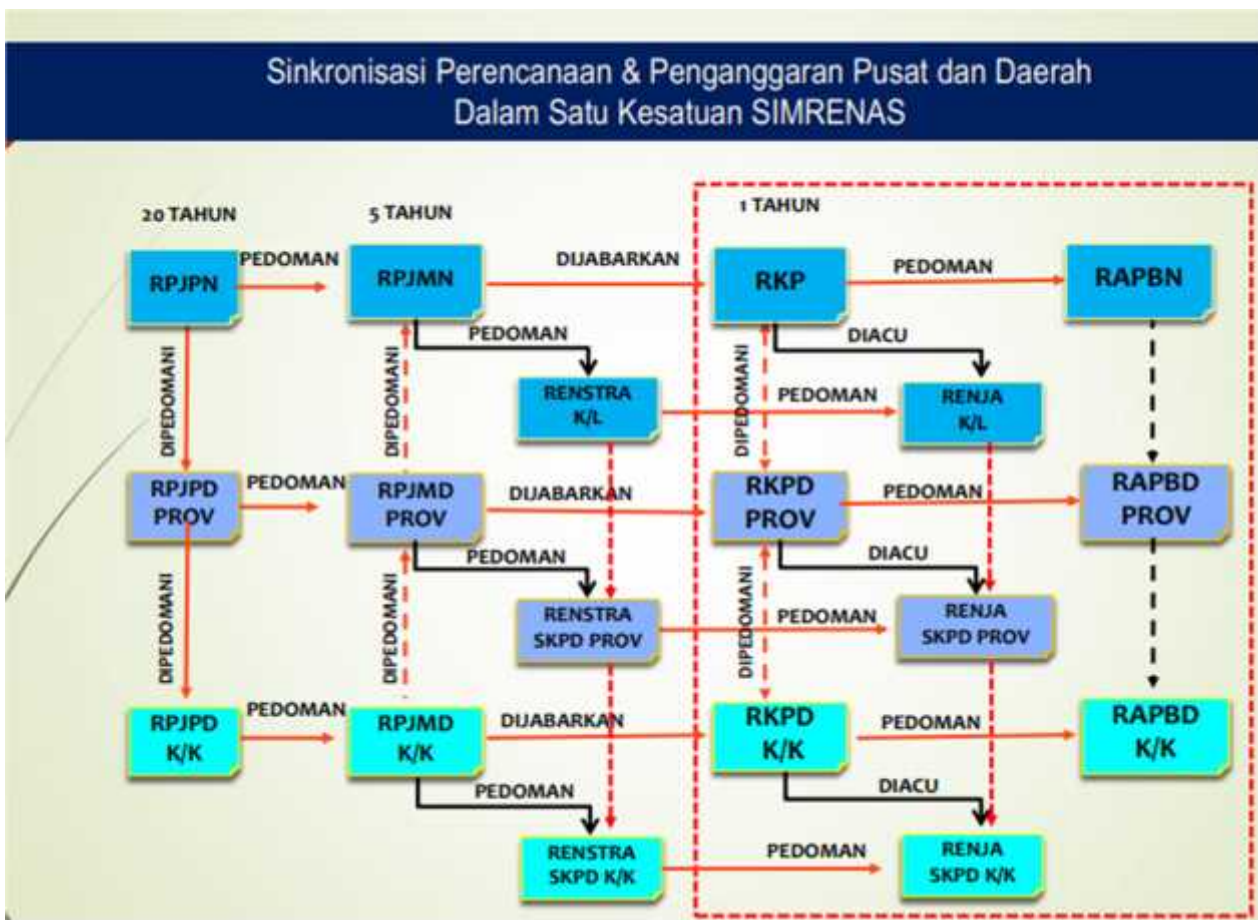 Sinkronisasi Perencanaan & Penganggaran Pusat dan Daerah
Dalam Satu Kesatuan SIMRENAS
20 TAHUN
5 TAHUN
1 TAHUN
RPJPN
PEDOMAN
RPJMN
DIJABARKAN
RKP
PEDOMAN
RAPBN
DIPEDOMANI
DIPEDOMANI
PEDOMAN
DIPEDOMANI
DIACU
RENSTRA
K/L
PEDOMAN
RENJA
K/L
RPJPD
PROV
PEDOMAN
RPJMD
PROV
DIJABARKAN
RKPD
PROV
PEDOMAN
RAPBD
PROV
DIPEDOMANI
DIPEDOMANI
PEDOMAN
DIPEDOMANI
DIACU
RENSTRA
SKPD PROV
PEDOMAN
RENJA
SKPD PROV
RPJPD
K/K
PEDOMAN
RPJMD
K/K
DIJABARKAN
RKPD
K/K
PEDOMAN
RAPBD
K/K
PEDOMAN
DIACU
RENSTRA
SKPD K/K
PEDOMAN
RENJA
SKPD K/K